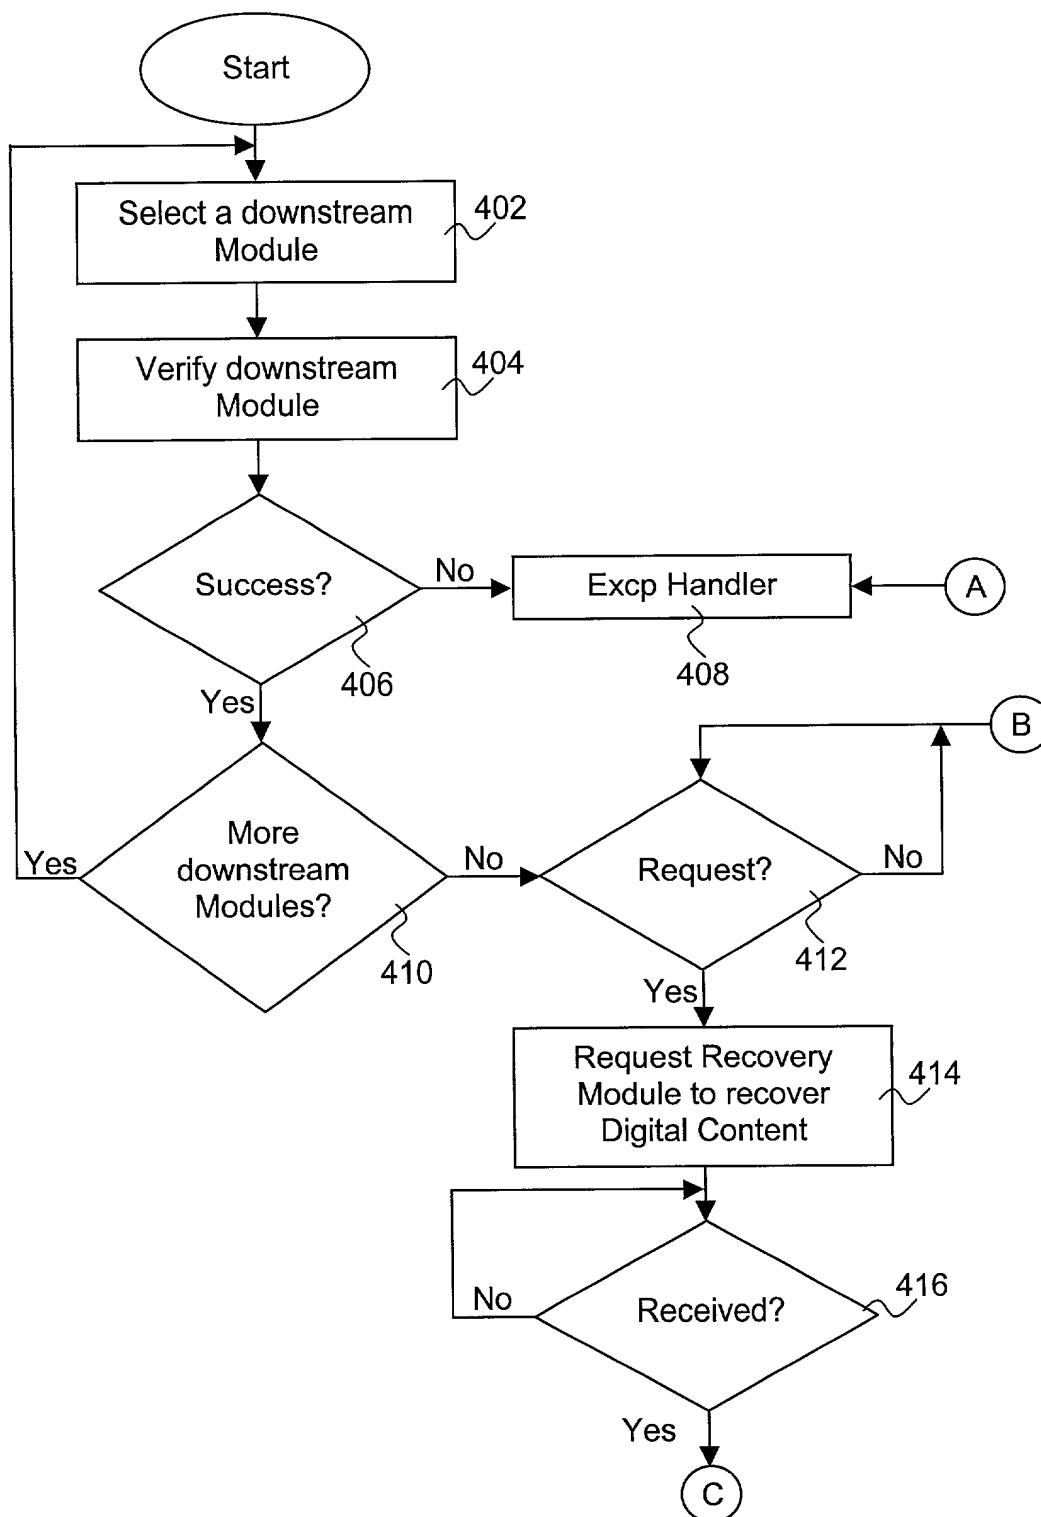 Start
Select a downstream
Module
402
Verify downstream
Module
404
Success?
No
Excp Handler
A
406
408
Yes
B
More
downstream
Modules?
Yes
No
Request?
No
410
412
Yes
Request Recovery
Module to recover
Digital Content
414
No
Received?
416
Yes
C